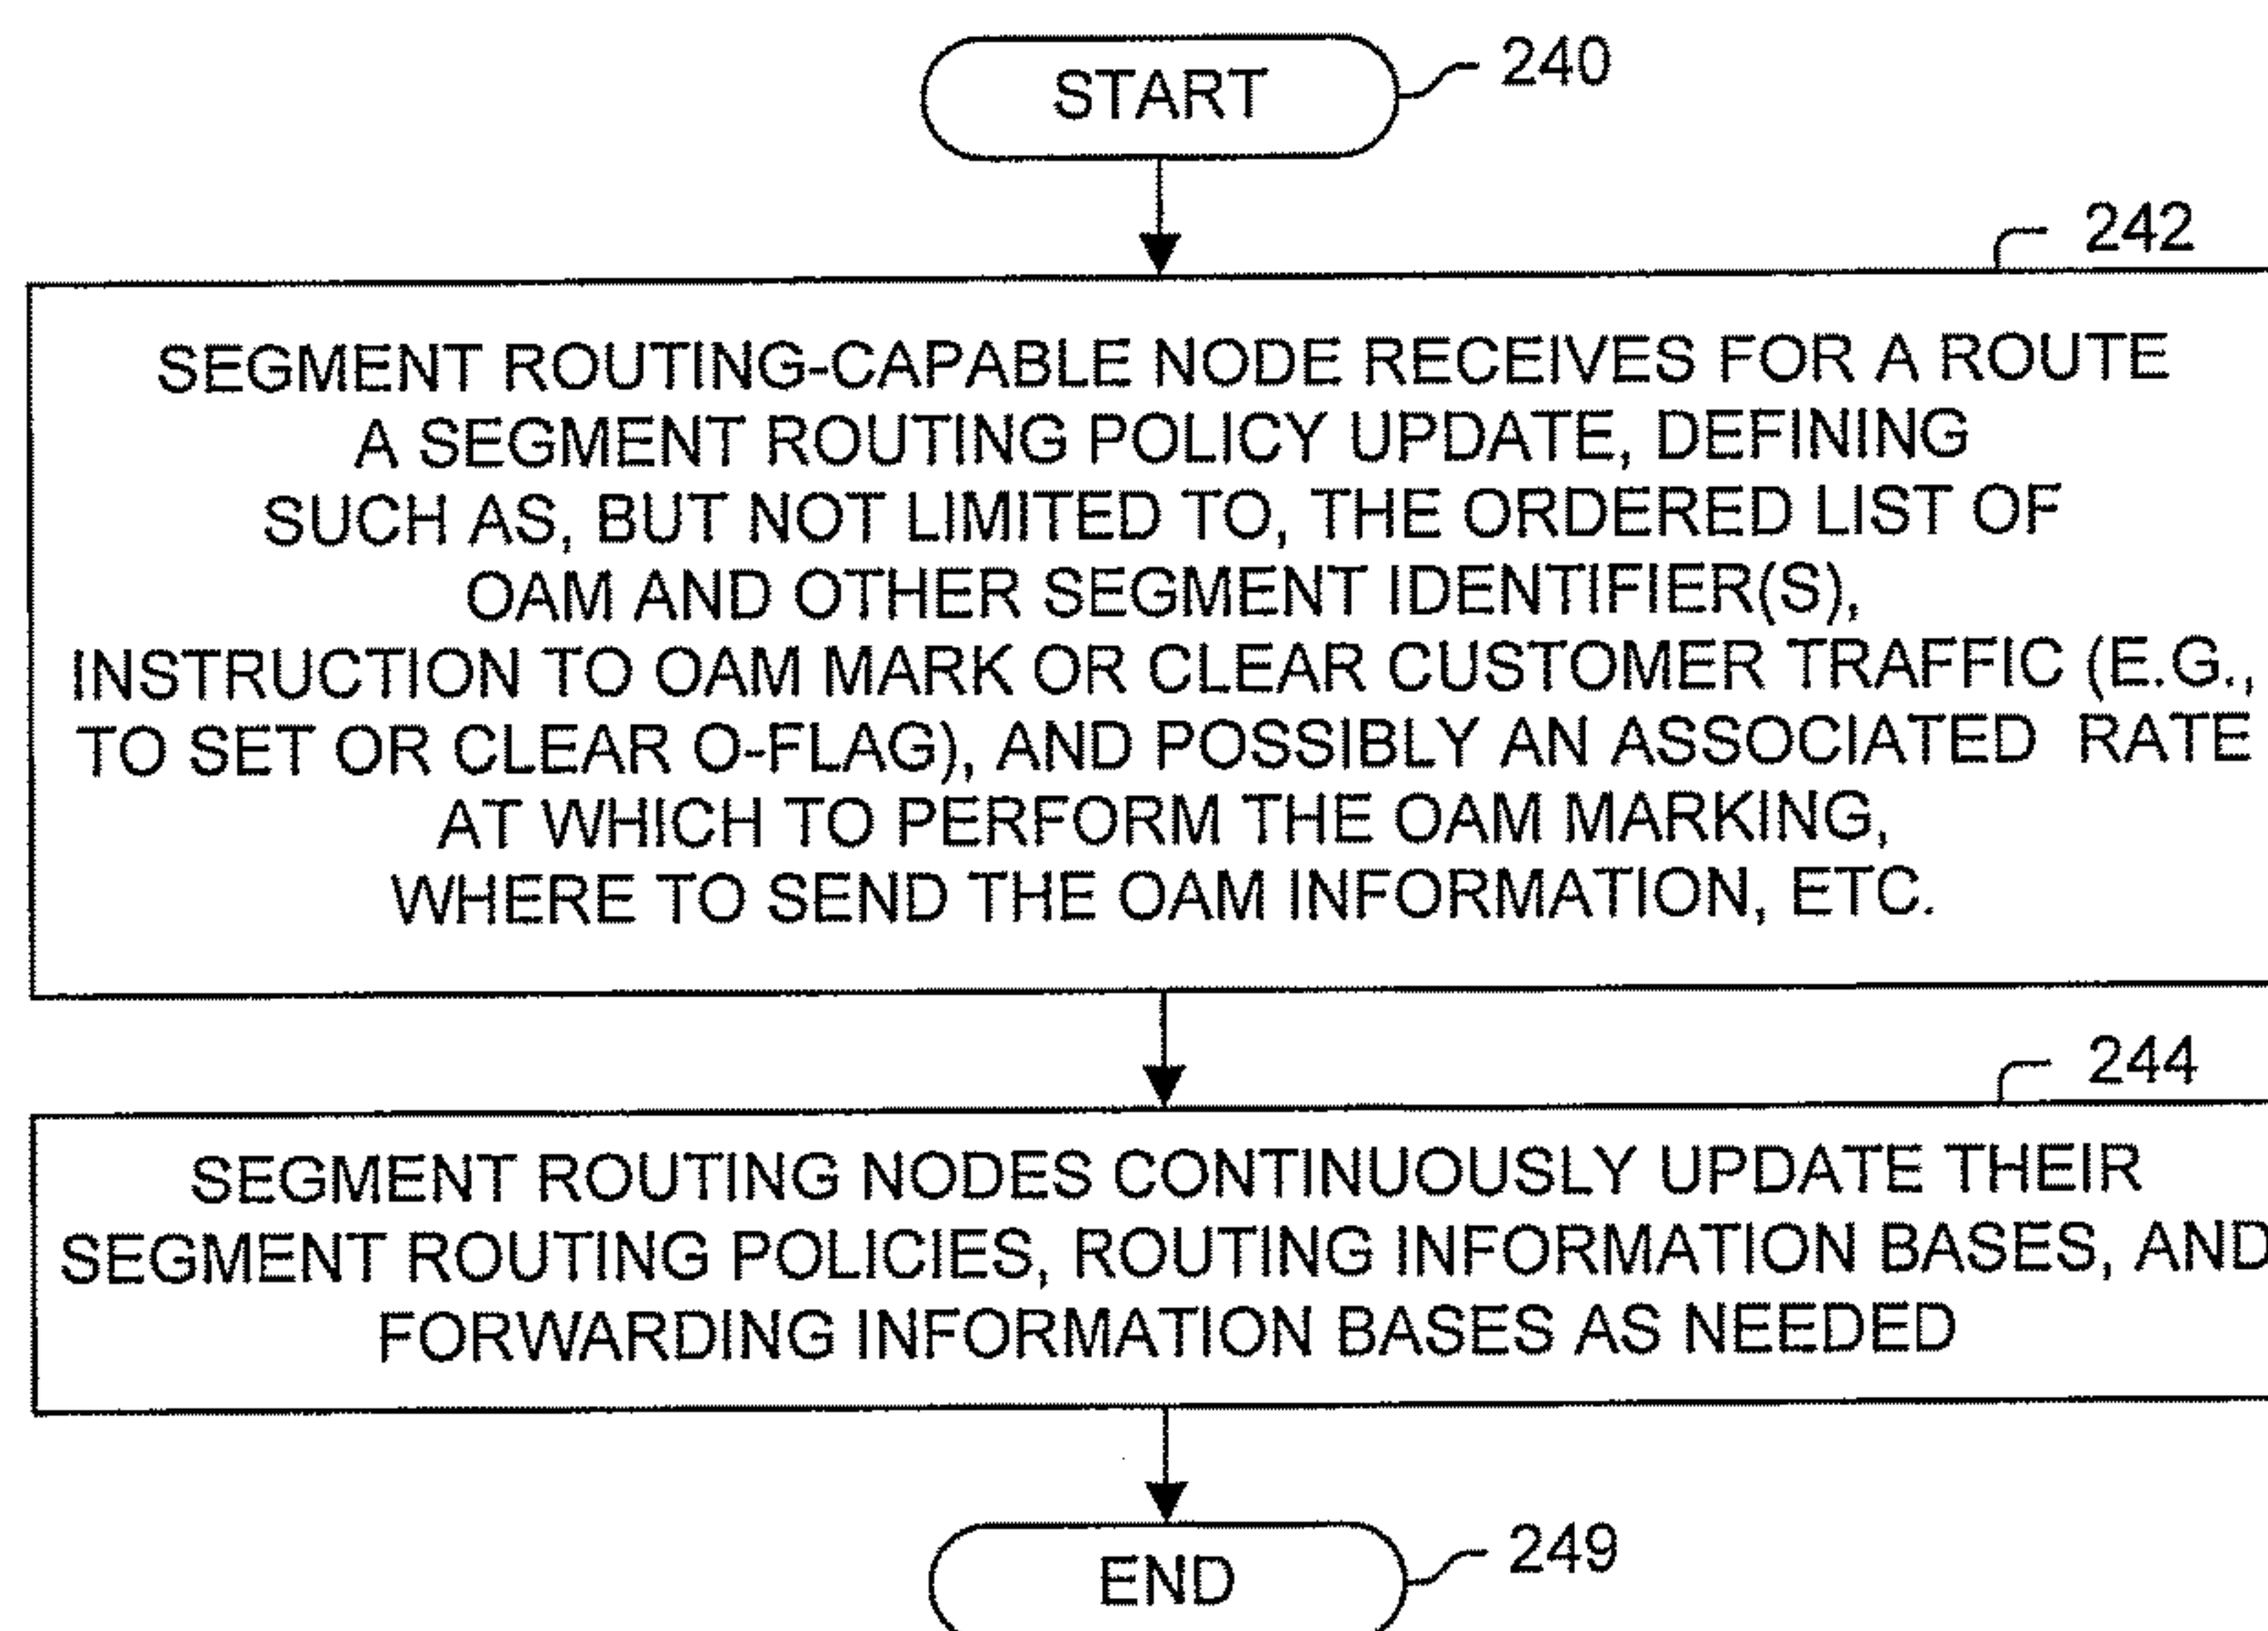 START
240
242
SEGMENT ROUTING-CAPABLE NODE RECEIVES FOR A ROUTE
A SEGMENT ROUTING POLICY UPDATE, DEFINING
SUCH AS, BUT NOT LIMITED TO, THE ORDERED LIST OF
OAM AND OTHER SEGMENT IDENTIFIER(S),
INSTRUCTION TO OAM MARK OR CLEAR CUSTOMER TRAFFIC (E.G.,
TO SET OR CLEAR O-FLAG), AND POSSIBLY AN ASSOCIATED RATE
AT WHICH TO PERFORM THE OAM MARKING,
WHERE TO SEND THE OAM INFORMATION, ETC.
244
SEGMENT ROUTING NODES CONTINUOUSLY UPDATE THEIR
SEGMENT ROUTING POLICIES, ROUTING INFORMATION BASES, AND
FORWARDING INFORMATION BASES AS NEEDED
END
249